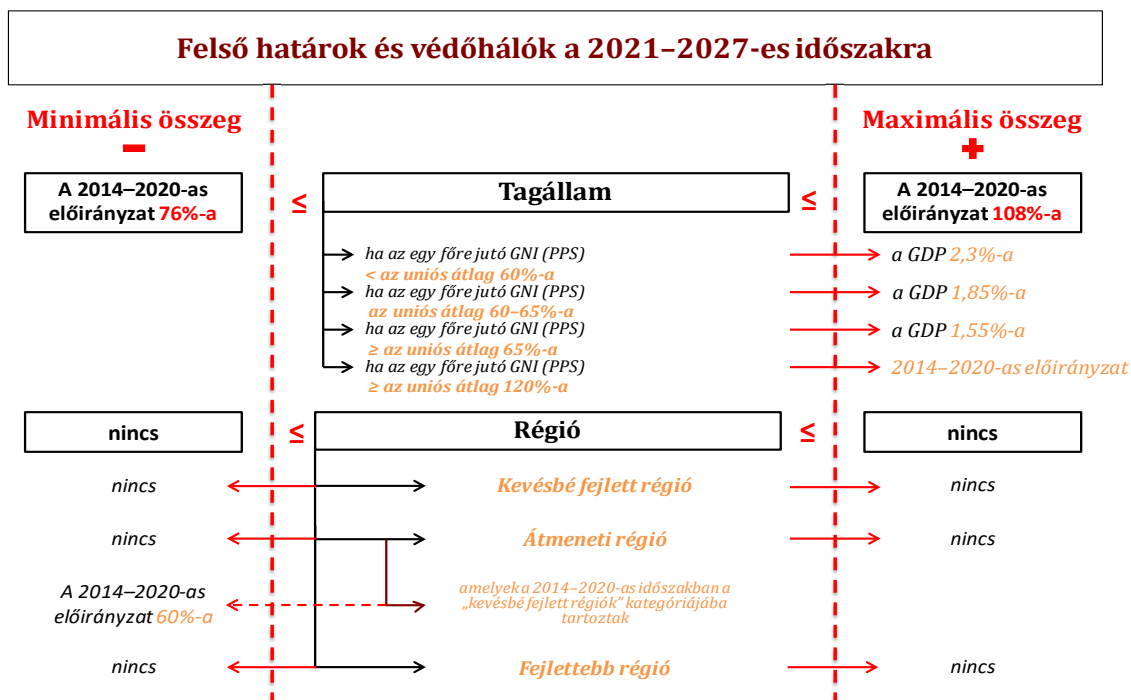 Felső határok és védőhálók a 2021–2027-es időszakra
Minimális összeg
–
Maximális összeg
+
A 2014–2020-as
előirányzat 76%-a
≤
Tagállam
≤
A 2014–2020-as
előirányzat 108%-a
ha az egy főre jutó GNI (PPS)
< az uniós átlag 60%-a
a GDP 2,3%-a
ha az egy főre jutó GNI (PPS)
az uniós átlag 60–65%-a
a GDP 1,85%-a
ha az egy főre jutó GNI (PPS)
≥ az uniós átlag 65%-a
a GDP 1,55%-a
ha az egy főre jutó GNI (PPS)
≥ az uniós átlag 120%-a
2014–2020-as előirányzat
nincs
≤
Régió
≤
nincs
nincs
Kevésbé fejlett régió
nincs
nincs
Átmeneti régió
nincs
A 2014–2020-as
előirányzat 60%-a
amelyek a 2014–2020-as időszakban a
„kevésbé fejlett régiók” kategóriájába
tartoztak
nincs
Fejlettebb régió
nincs